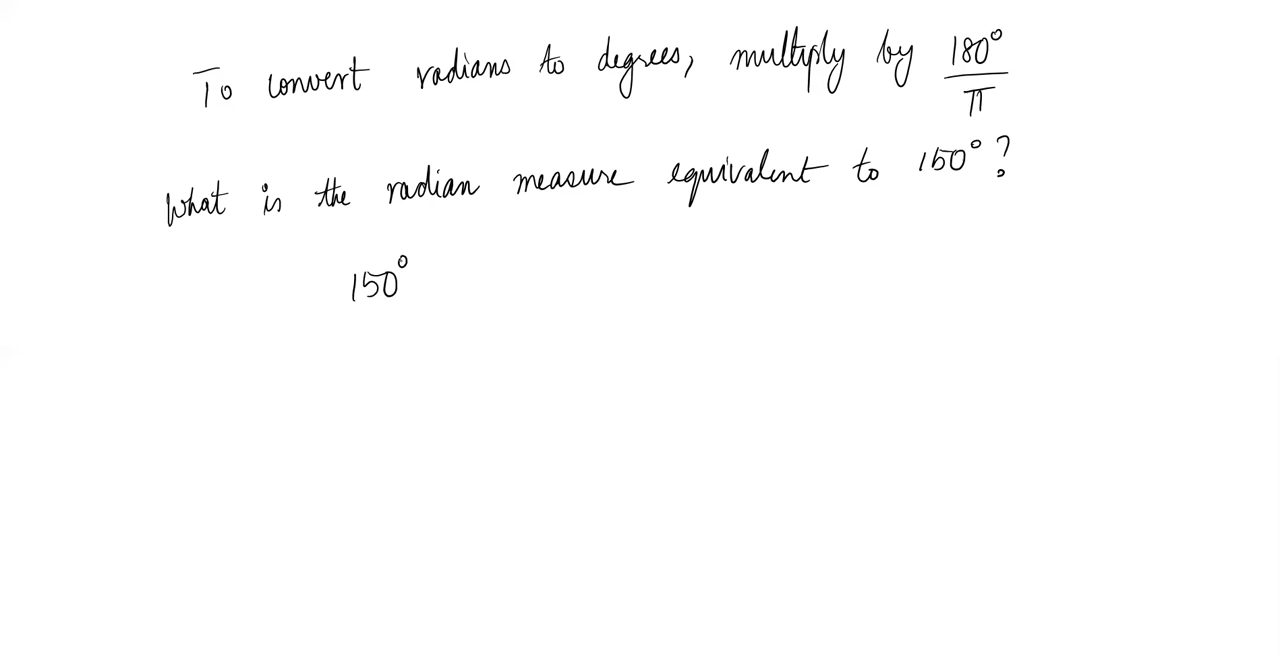 To convert radians to degrees, multiply by 180°/π
What is the radian measure equivalent to 150°?
150°